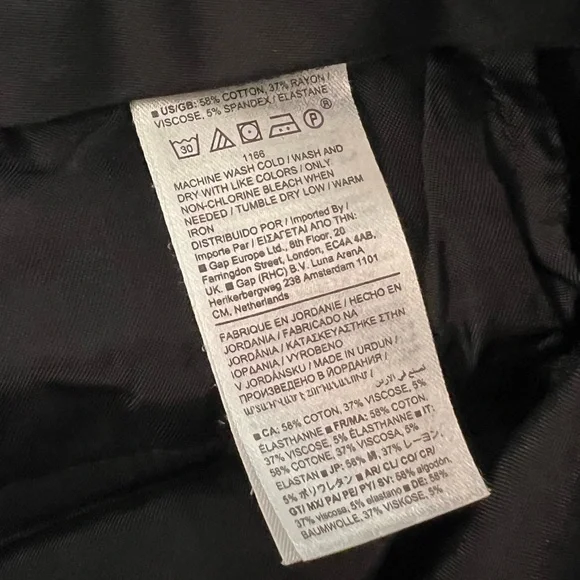 ■ US/GB: 58% COTTON, 37% RAYON /
VISCOSE, 5% SPANDEX / ELASTANE
30 P ®
1166
MACHINE WASH COLD / WASH AND
DRY WITH LIKE COLORS / ONLY
NON-CHLORINE BLEACH WHEN
NEEDED / TUMBLE DRY LOW / WARM
IRON
DISTRIBUIDO POR / Imported By /
Importe Par / ΕΙΣΑΓΕΤΑΙ ΑΠΟ ΤΗΝ:
■ Gap Europe Ltd., 8th Floor, 20
Farringdon Street, London, EC4A 4AB,
UK. ■ Gap (RHC) B.V. Luna ArenA
Herikerbergweg 238 Amsterdam 1101
CM, Netherlands
FABRIQUE EN JORDANIE / HECHO EN
JORDANIA / FABRICADO NA
JORDÂNIA / ΚΑΤΑΣΚΕΥΑΣΤΗΚΕ ΣΤΗΝ
ΙΟΡΔΑΝΙΑ / VYROBENO
V JORDÁNSKU / MADE IN URDUN /
ПРОИЗВЕДЕНО В ЙОРДАНИЯ /
صنع في الأردن
■ CA: 58% COTON, 37% VISCOSE, 5%
ÉLASTHANNE ■ FR/MA: 58% COTON,
37% VISCOSE, 5% ÉLASTHANNE ■ IT:
58% COTONE, 37% VISCOSA, 5%
ELASTAN ■ JP: 58% 綿, 37% レーヨン,
5% ポリウレタン ■ AR/CL/CO/CR/
GT/MX/PA/PE/PY/SV: 58% algodón,
37% viscosa, 5% elastano ■ DE: 58%
BAUMWOLLE, 37% VISKOSE, 5%